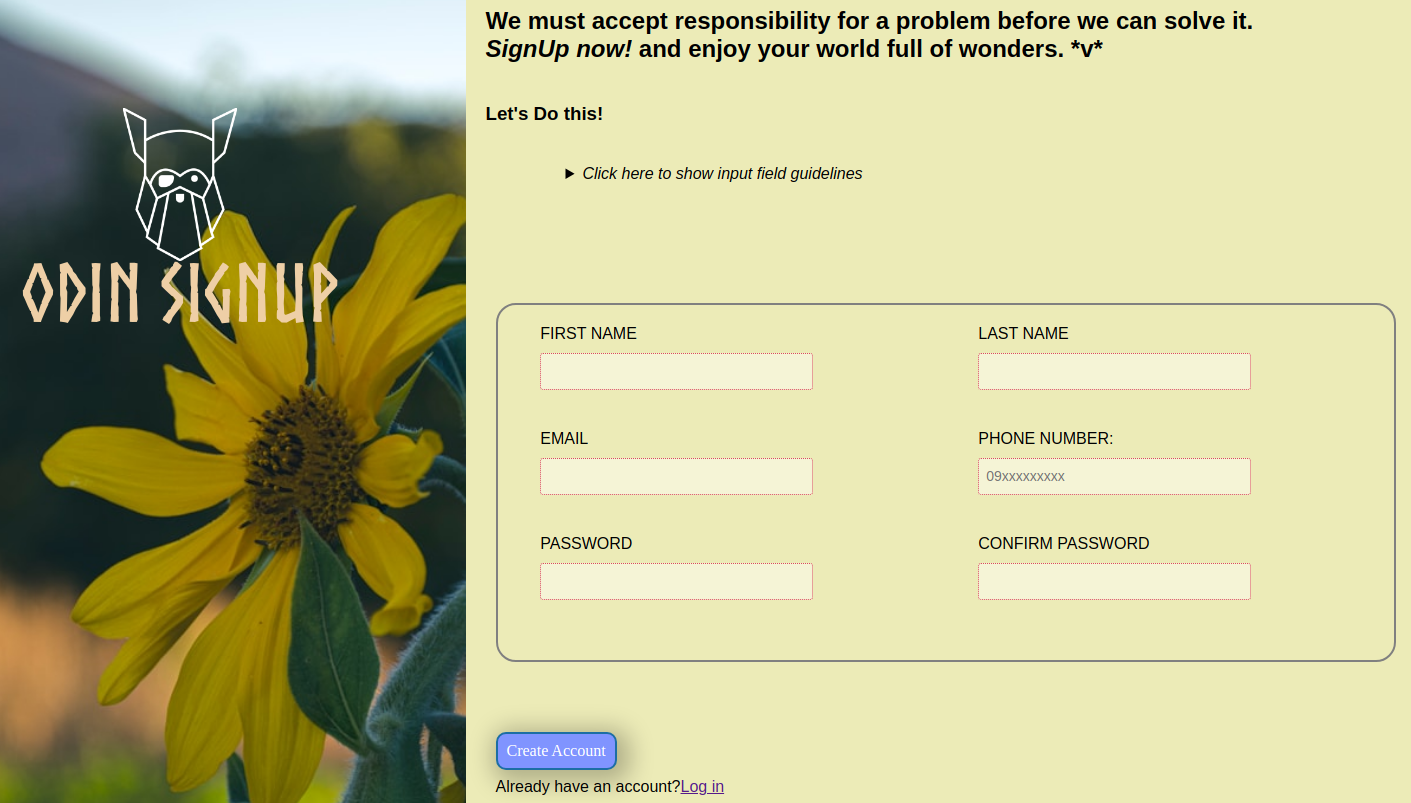 We must accept responsibility for a problem before we can solve it.
SignUp now! and enjoy your world full of wonders. *v*
Let's Do this!
Click here to show input field guidelines
ODIN SIGNUP
FIRST NAME
LAST NAME
EMAIL
PHONE NUMBER:
09xxxxxxxxx
PASSWORD
CONFIRM PASSWORD
Create Account
Already have an account?Log in